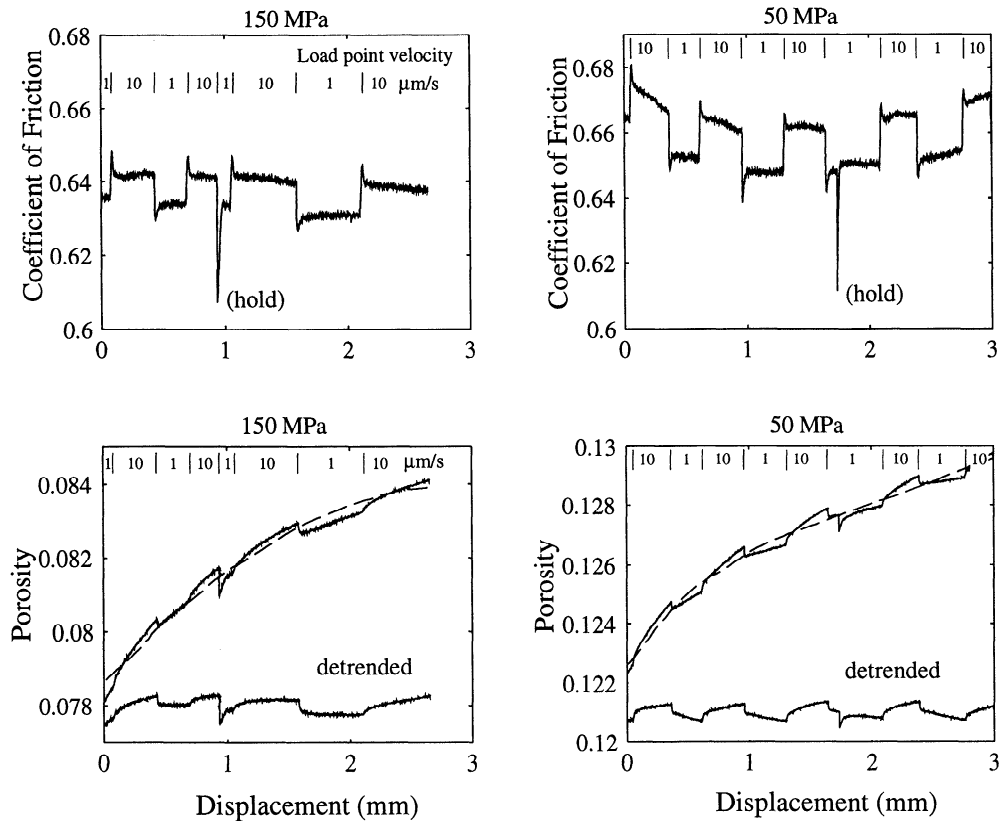 150 MPa
Coefficient of Friction
0.68
0.66
0.64
0.62
0.6
Load point velocity
1 10 1 10 1 10 1 10 μm/s
(hold)
0 1 2 3
50 MPa
Coefficient of Friction
0.68
0.66
0.64
0.62
0.6
10 1 10 1 10 1 10 1 10
(hold)
0 1 2 3
150 MPa
Porosity
0.084
0.082
0.08
0.078
1 10 1 10 1 10 1 10 μm/s
detrended
0 1 2 3
Displacement (mm)
50 MPa
Porosity
0.13
0.128
0.126
0.124
0.122
0.12
10 1 10 1 10 1 10 1 10
detrended
0 1 2 3
Displacement (mm)